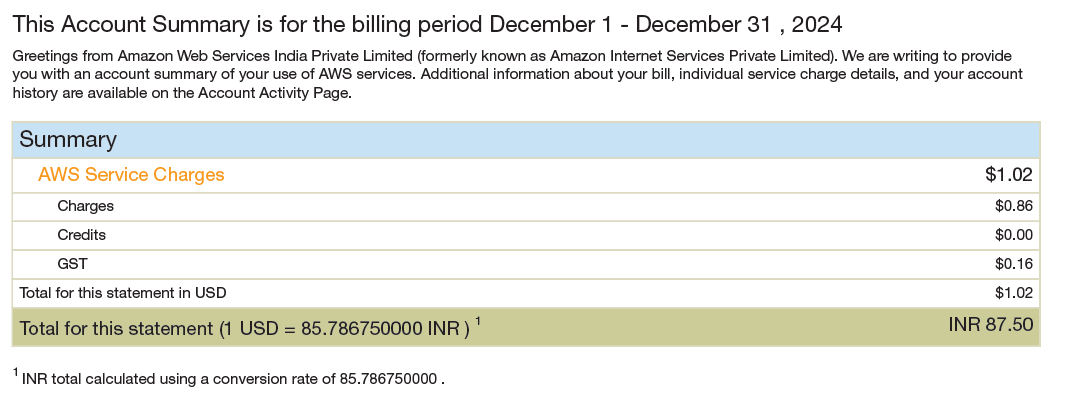 This Account Summary is for the billing period December 1 - December 31 , 2024
Greetings from Amazon Web Services India Private Limited (formerly known as Amazon Internet Services Private Limited). We are writing to provide
you with an account summary of your use of AWS services. Additional information about your bill, individual service charge details, and your account
history are available on the Account Activity Page.
Summary
AWS Service Charges $1.02
Charges $0.86
Credits $0.00
GST $0.16
Total for this statement in USD $1.02
Total for this statement (1 USD = 85.786750000 INR ) 1 INR 87.50
1 INR total calculated using a conversion rate of 85.786750000 .